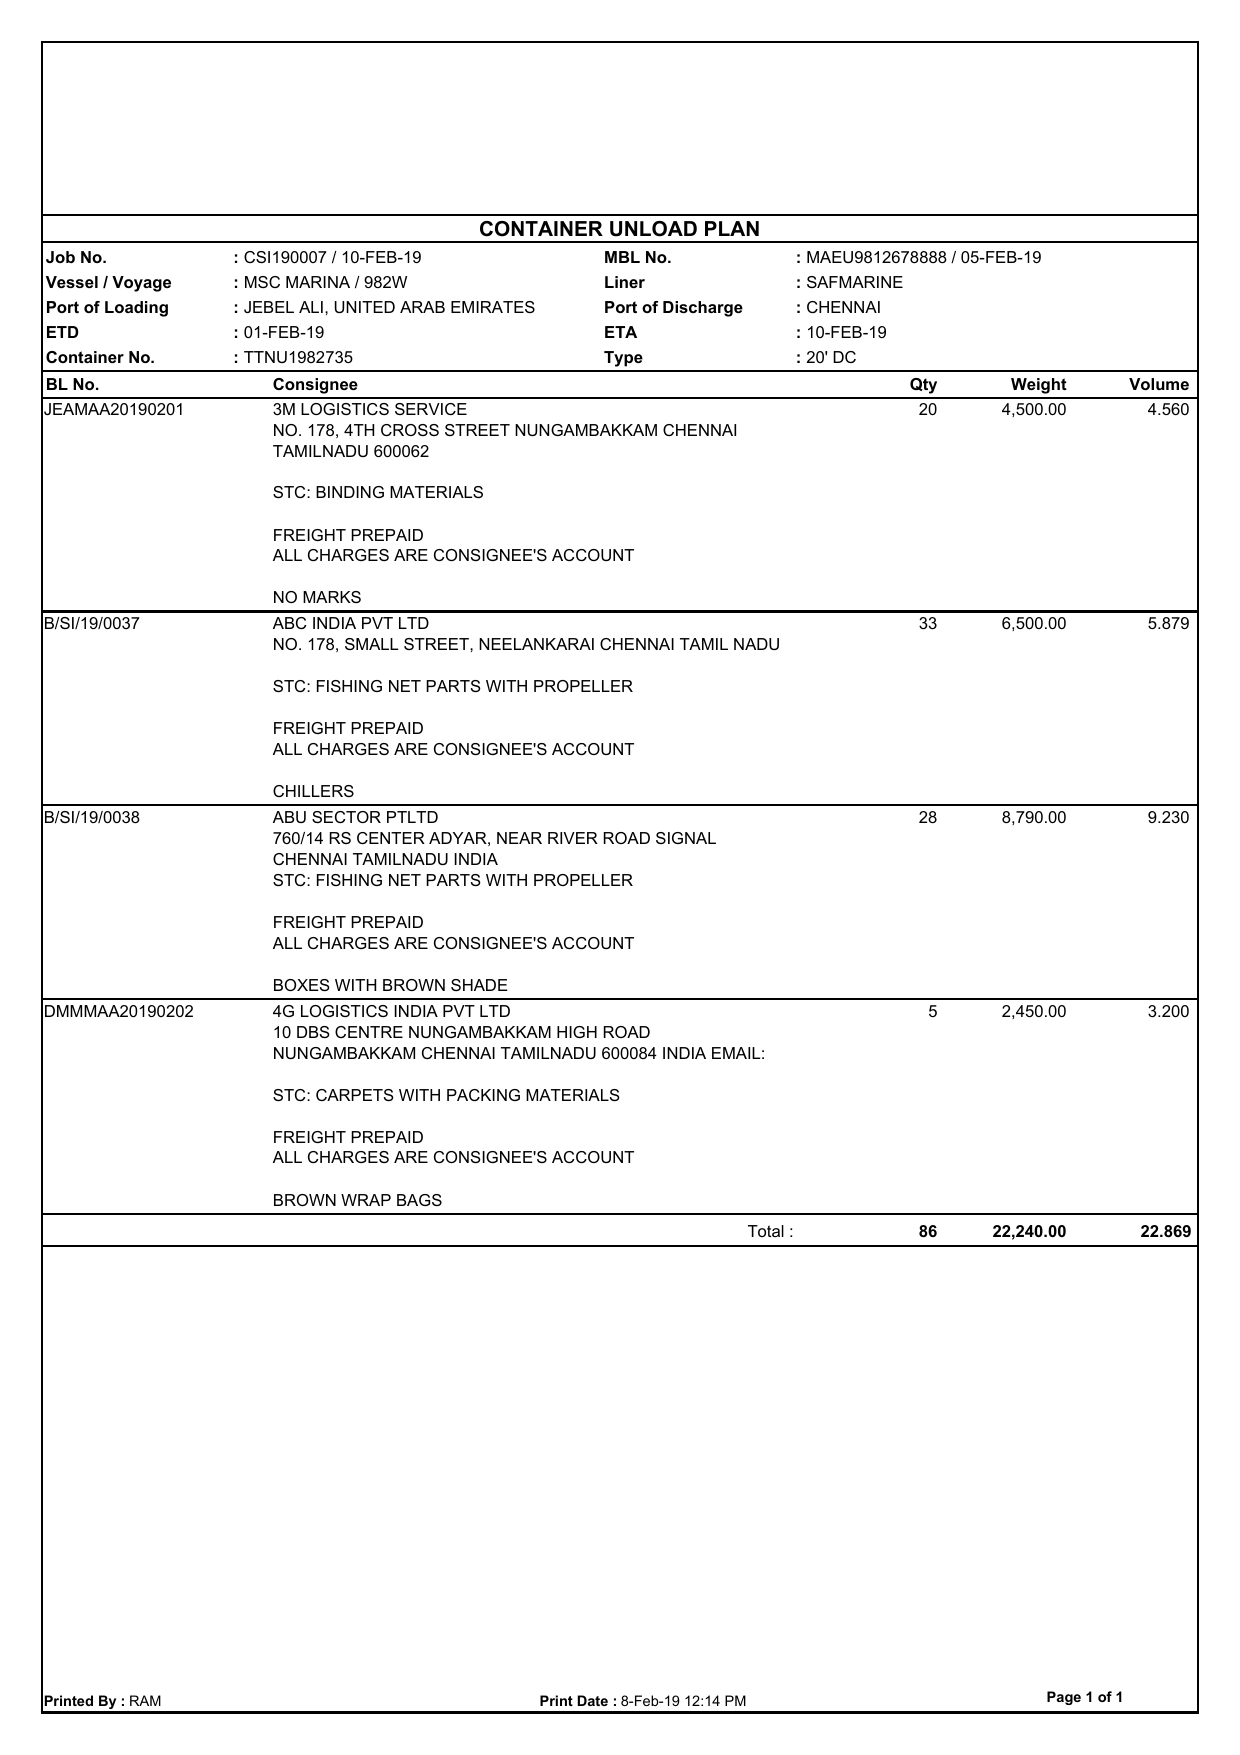 CONTAINER UNLOAD PLAN
Job No. : CSI190007 / 10-FEB-19 MBL No. : MAEU9812678888 / 05-FEB-19
Vessel / Voyage : MSC MARINA / 982W Liner : SAFMARINE
Port of Loading : JEBEL ALI, UNITED ARAB EMIRATES Port of Discharge : CHENNAI
ETD : 01-FEB-19 ETA : 10-FEB-19
Container No. : TTNU1982735 Type : 20' DC
BL No. Consignee Qty Weight Volume
JEAMAA20190201 3M LOGISTICS SERVICE 20 4,500.00 4.560
NO. 178, 4TH CROSS STREET NUNGAMBAKKAM CHENNAI
TAMILNADU 600062
STC: BINDING MATERIALS
FREIGHT PREPAID
ALL CHARGES ARE CONSIGNEE'S ACCOUNT
NO MARKS
B/SI/19/0037 ABC INDIA PVT LTD 33 6,500.00 5.879
NO. 178, SMALL STREET, NEELANKARAI CHENNAI TAMIL NADU
STC: FISHING NET PARTS WITH PROPELLER
FREIGHT PREPAID
ALL CHARGES ARE CONSIGNEE'S ACCOUNT
CHILLERS
B/SI/19/0038 ABU SECTOR PTLTD 28 8,790.00 9.230
760/14 RS CENTER ADYAR, NEAR RIVER ROAD SIGNAL
CHENNAI TAMILNADU INDIA
STC: FISHING NET PARTS WITH PROPELLER
FREIGHT PREPAID
ALL CHARGES ARE CONSIGNEE'S ACCOUNT
BOXES WITH BROWN SHADE
DMMMAA20190202 4G LOGISTICS INDIA PVT LTD 5 2,450.00 3.200
10 DBS CENTRE NUNGAMBAKKAM HIGH ROAD
NUNGAMBAKKAM CHENNAI TAMILNADU 600084 INDIA EMAIL:
STC: CARPETS WITH PACKING MATERIALS
FREIGHT PREPAID
ALL CHARGES ARE CONSIGNEE'S ACCOUNT
BROWN WRAP BAGS
Total : 86 22,240.00 22.869
Printed By : RAM Print Date : 8-Feb-19 12:14 PM Page 1 of 1